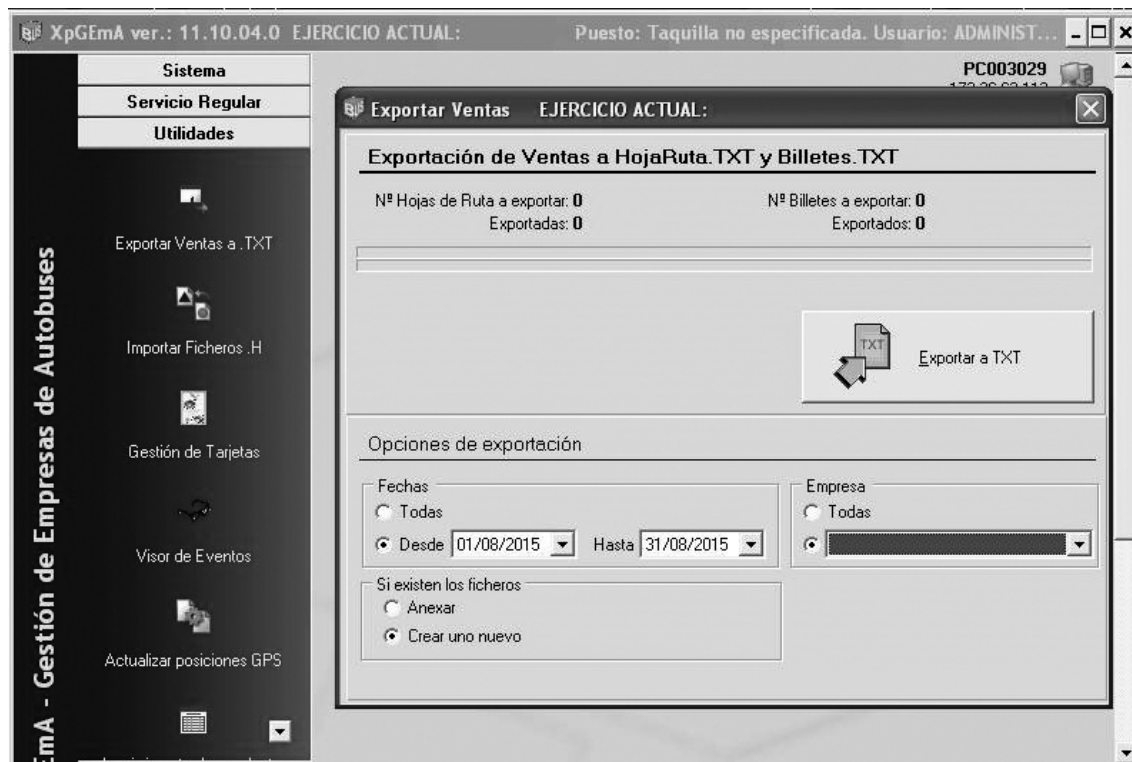 XpGEmA ver.: 11.10.04.0 EJERCICIO ACTUAL: Puesto: Taquilla no especificada. Usuario: ADMINIST...
Sistema
Servicio Regular
Utilidades
Exportar Ventas a .TXT
Importar Ficheros .H
Gestión de Tarjetas
Visor de Eventos
Actualizar posiciones GPS
EmA - Gestión de Empresas de Autobuses
PC003029
Exportar Ventas EJERCICIO ACTUAL:
Exportación de Ventas a HojaRuta.TXT y Billetes.TXT
Nº Hojas de Ruta a exportar: 0 Nº Billetes a exportar: 0
Exportadas: 0 Exportados: 0
TXT
Exportar a TXT
Opciones de exportación
Fechas
Todas
Desde 01/08/2015 Hasta 31/08/2015
Empresa
Todas
Si existen los ficheros
Anexar
Crear uno nuevo